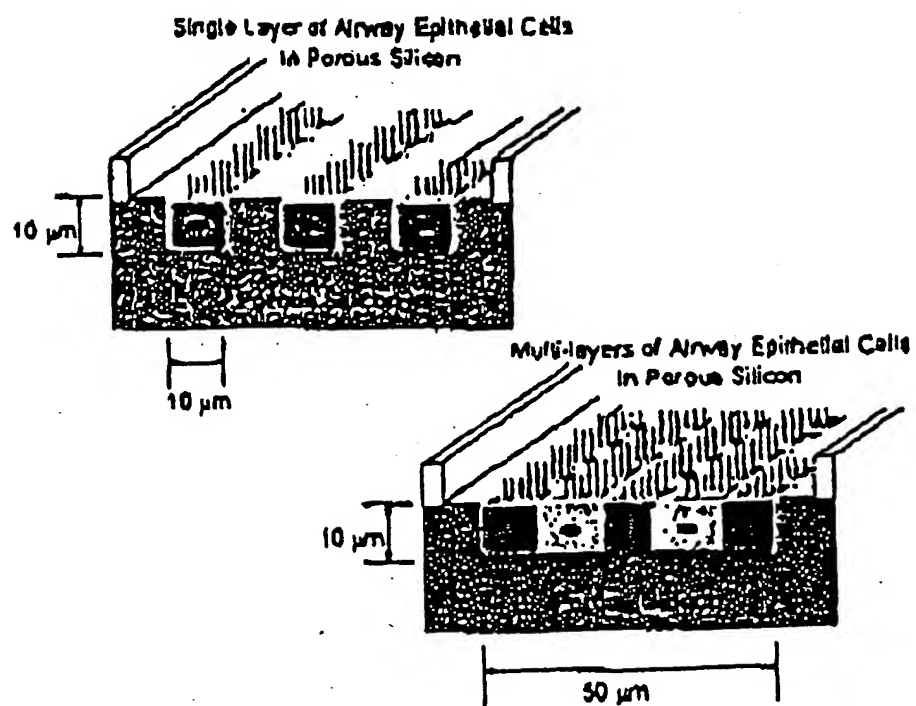 Single Layer of Airway Epithelial Cells
in Porous Silicon
10 μm
10 μm
Multi-layers of Airway Epithelial Cells
in Porous Silicon
10 μm
50 μm